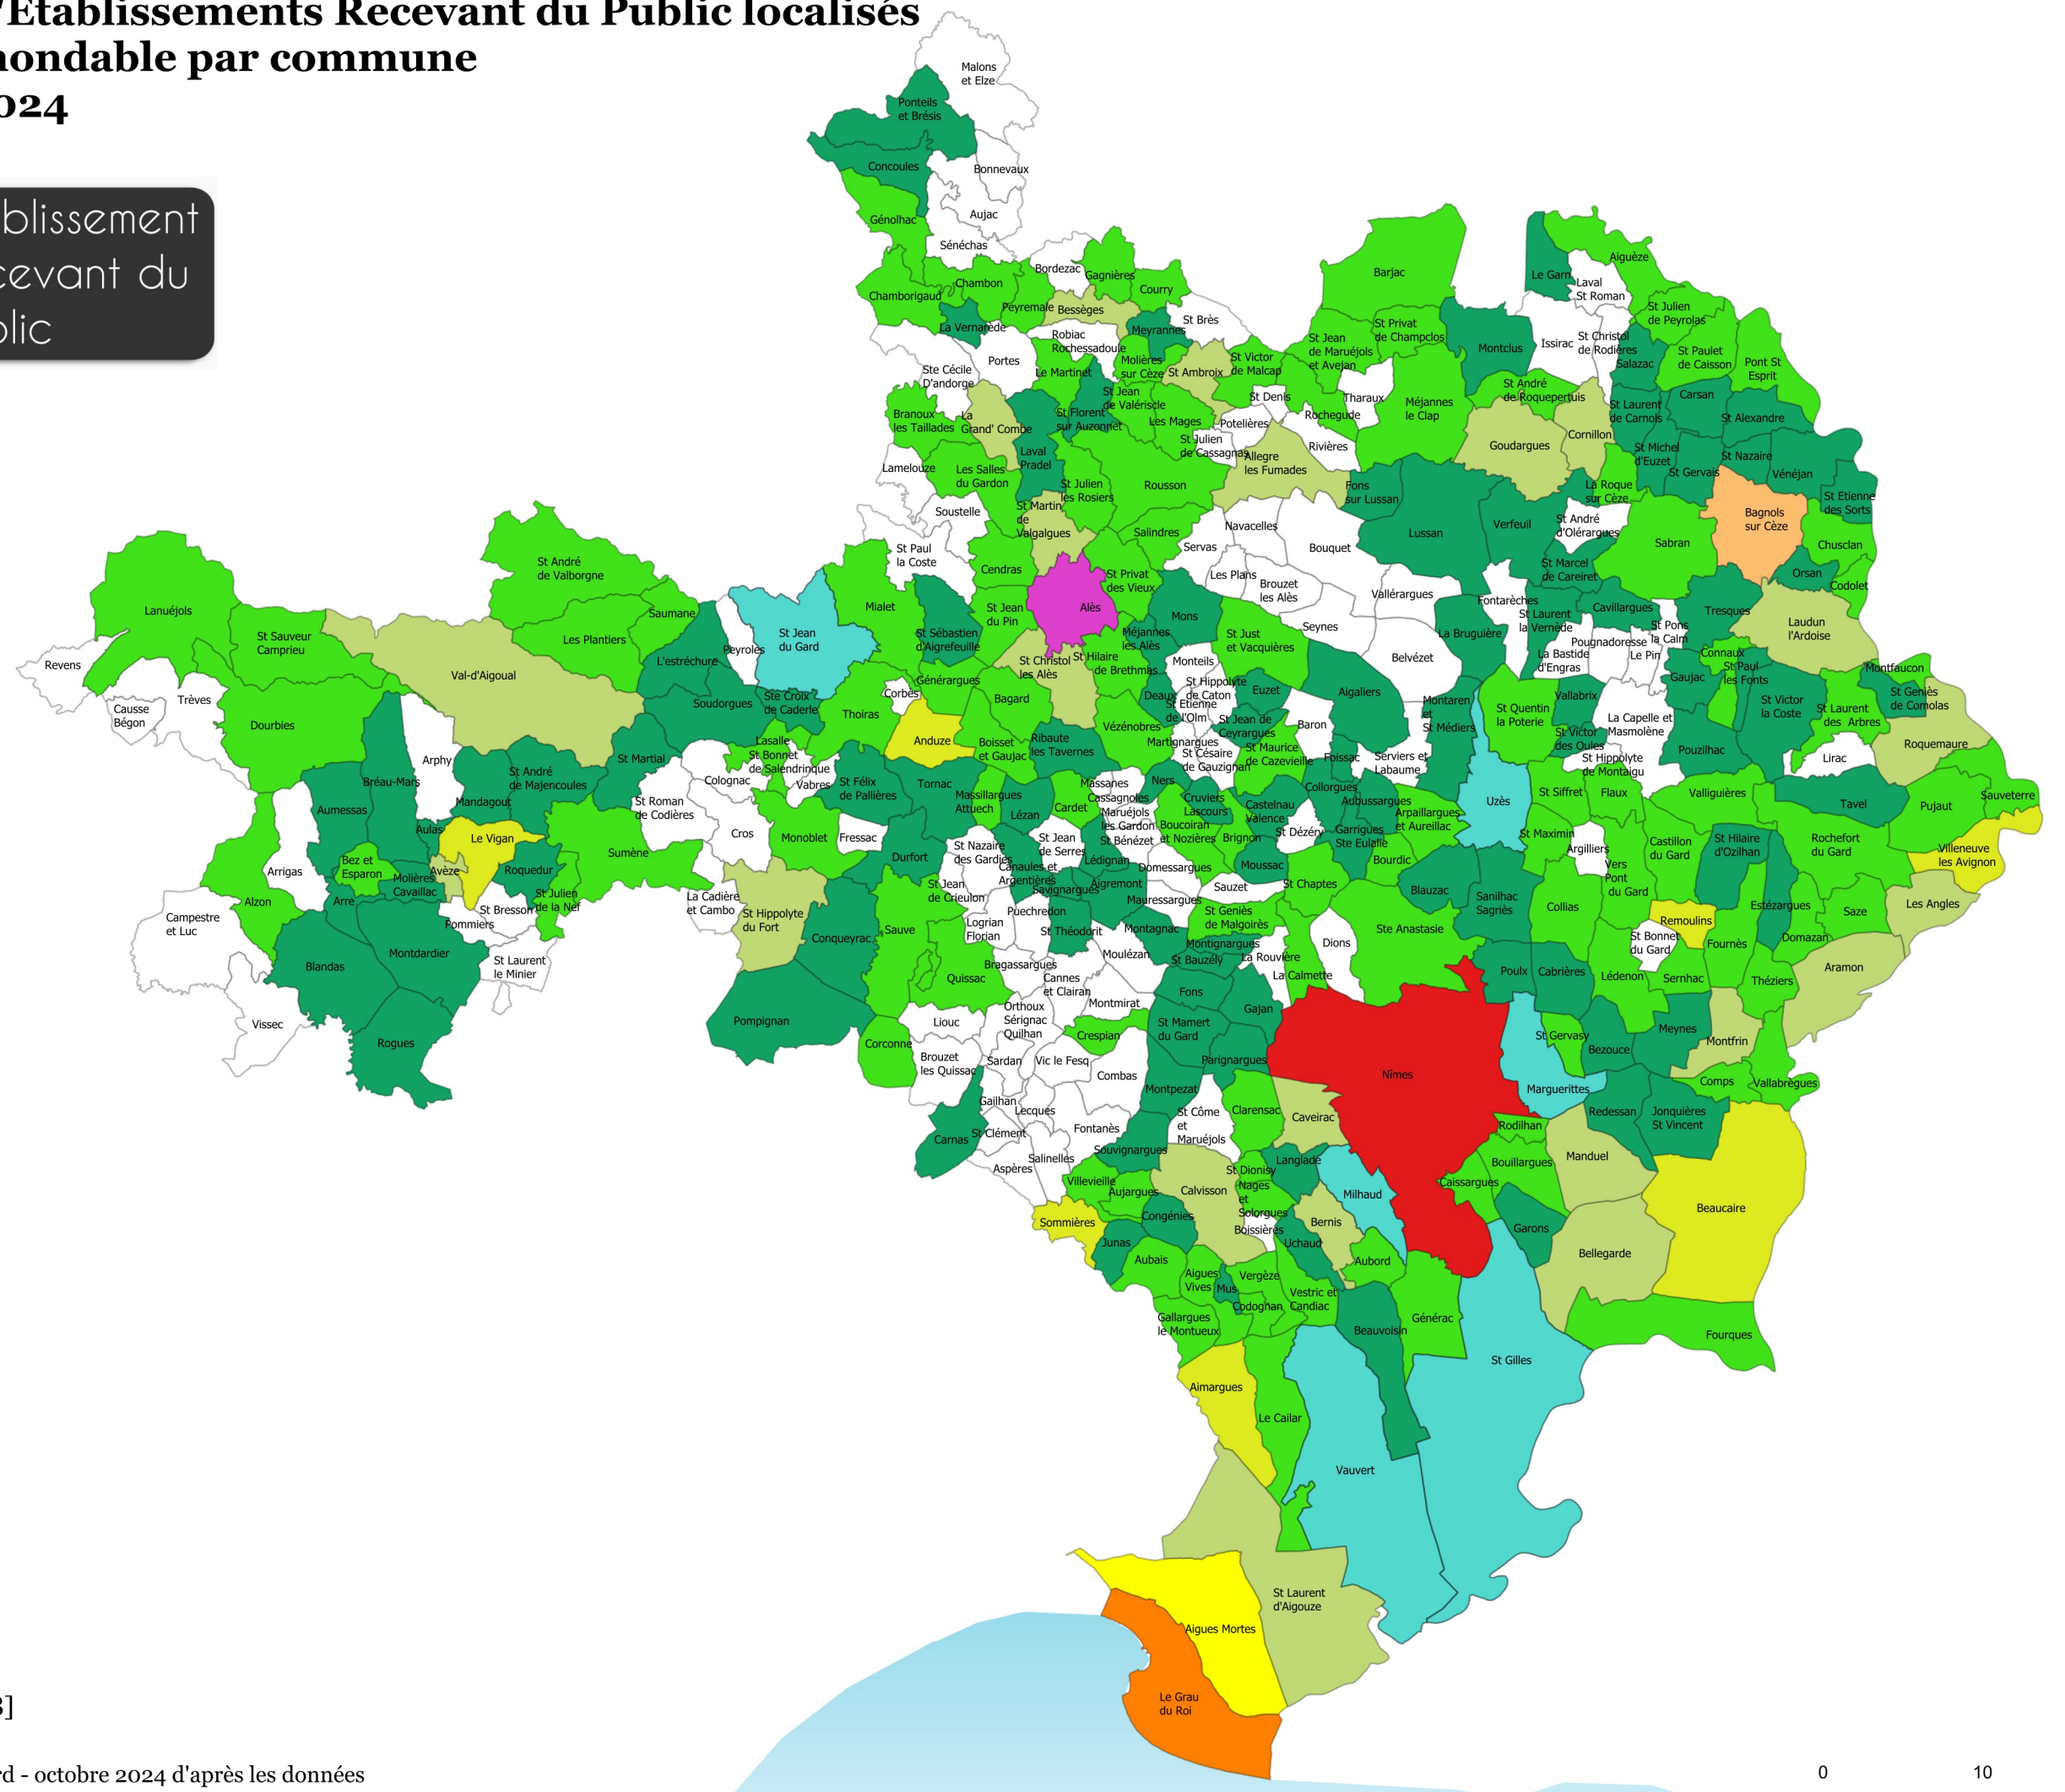 'Etablissements Recevant du Public localisés
nondable par commune
024
blissement
cevant du
blic
Malons
et Elze
Ponteils
et Brésis
Concoules
Bonnevaux
Génolhac
Aujac
Sénéchas
Bordezac
Gagnières
Chambon
Courry
Chamborigaud
Peyremale
Bessèges
La Vernarède
Meyrannes
St Brès
Robiac
Rochessadoule
Portes
Ste Cécile
D'andorge
Le Martinet
Molières
sur Cèze
St Ambroix
St Victor
de Malcap
Barjac
St Jean
de Maruéjols
et Avejan
St Privat
de Champclos
Montclus
Le Garn
Laval
St Roman
Aiguèze
Issirac
St Christol
de Rodières
St Julien
de Peyrolas
Salazac
St Paulet
de Caisson
Pont St
Esprit
Branoux
les Taillades
La
Grand' Combe
St Florent
sur Auzonnet
St Jean
de Valériscle
Les Mages
St Denis
Potelières
Rochegude
Tharaux
Méjannes
le Clap
St André
de Roquepertuis
Goudargues
Cornillon
St Laurent
de Carnols
Carsan
St Alexandre
St Michel
d'Euzet
St Gervais
St Nazaire
Vénéjan
Lamelouze
Les Salles
du Gardon
Laval
Pradel
St Julien
les Rosiers
Rousson
St Julien
de Cassagnas
Allegre
les Fumades
Rivières
Fons
sur Lussan
La Roque
sur Cèze
St Etienne
des Sorts
Soustelle
St Martin
de
Valgalgues
Salindres
Navacelles
Servas
Bouquet
Lussan
Verfeuil
St André
d'Olérargues
Sabran
Bagnols
sur Cèze
Chusclan
St Paul
la Coste
Cendras
Alès
St Privat
des Vieux
Les Plans
Brouzet
les Alès
Vallérargues
St Marcel
de Careiret
Orsan
Codolet
Fontarèches
St Laurent
la Vernède
Cavillargues
Tresques
Laudun
l'Ardoise
St André
de Valborgne
Lanuéjols
St Sauveur
Camprieu
Les Plantiers
Saumane
Val-d'Aigoual
L'estréchure
Peyroles
St Jean
du Gard
Mialet
St Sébastien
d'Aigrefeuille
St Jean
du Pin
Mons
Méjannes
les Alès
St Just
et Vacquières
Seynes
Belvézet
La Bruguière
La Bastide
d'Engras
Pougnadoresse
Le Pin
St Pons
la Calm
Connaux
Gaujac
St Paul
les Fonts
Montfaucon
St Geniès
de Comolas
Revens
Causse
Bégon
Trèves
Dourbies
Soudorgues
Ste Croix
de Caderle
Corbès
Générargues
St Christol
les Alès
St Hilaire
de Brethmas
Monteils
St Hippolyte
de Caton
Deaux
St Etienne
de l'Olm
Euzet
Aigaliers
Montaren
et
St Médiers
St Quentin
la Poterie
Vallabrix
La Capelle et
Masmolène
St Victor
la Coste
St Laurent
des Arbres
Roquemaure
Lirac
Thoiras
Anduze
Bagard
Boisset
et Gaujac
Ribaute
les Tavernes
Vézénobres
Martignargues
St Jean de
Ceyrargues
St Césaire
de Gauzignan
St Maurice
de Cazevieille
Baron
Foissac
Serviers et
Labaume
St Victor
des Oules
St Hippolyte
de Montaigu
Pouzilhac
Lasalle
St Bonnet
de Salendrinque
Vabres
Colognac
St Martial
St André
de Majencoules
Arphy
Bréau-Mars
Mandagout
Aumessas
Aulas
Le Vigan
St Roman
de Codières
Cros
Monoblet
Fressac
St Félix
de Pallières
Tornac
Massillargues
Attuech
Lézan
Cardet
Massanes
Cassagnoles
Ners
Maruéjols
les Gardon
St Bénézet
Cruviers
Lascours
Boucoiran
et Nozières
Brignon
Castelnau
Valence
Collorgues
Aubussargues
Arpaillargues
et Aureillac
Uzès
St Siffret
Flaux
Valliguières
Tavel
Pujaut
Sauveterre
St Dézéry
Garrigues
Ste Eulalie
Bourdic
St Maximin
Argilliers
Vers
Pont
du Gard
Castillon
du Gard
St Hilaire
d'Ozilhan
Rochefort
du Gard
Villeneuve
les Avignon
Arrigas
Bez et
Esparon
Molières
Cavaillac
Avèze
Roquedur
Sumène
St Julien
de la Nef
St Bresson
Pommiers
Arre
Alzon
Campestre
et Luc
Blandas
Montdardier
St Laurent
le Minier
Vissec
Rogues
La Cadière
et Cambo
St Hippolyte
du Fort
Durfort
St Nazaire
des Gardies
St Jean
de Serres
Canaules et
Argentières
Lédignan
Savignargues
Aigremont
Domessargues
Mauressargues
Moussac
Sauzet
St Chaptes
Blauzac
Sanilhac
Sagriès
Collias
Remoulins
Estézargues
Saze
Les Angles
Domazan
Conqueyrac
Sauve
St Jean
de Crieulon
Logrian
Florian
Puechredon
St Théodorit
Montagnac
St Geniès
de Malgoirès
Montignargues
La Rouvière
Dions
Ste Anastasie
St Bonnet
du Gard
Fournès
Quissac
Bragassargues
Cannes
et Clairan
Moulézan
St Bauzély
La Calmette
Poulx
Cabrières
Lédenon
Sernhac
Théziers
Aramon
Pompignan
Corconne
Liouc
Orthoux
Sérignac
Quilhan
Montmirat
Crespian
Fons
Gajan
St Mamert
du Gard
Parignargues
Nîmes
St Gervasy
Bezouce
Meynes
Montfrin
Brouzet
les Quissac
Sardan
Vic le Fesq
Combas
Montpezat
Marguerittes
Comps
Vallabrègues
Carnas
Gailhan
Lecques
St Clément
Fontanès
Souvignargues
St Côme
et
Maruéjols
Clarensac
Caveirac
Redessan
Jonquières
St Vincent
Rodilhan
Aspères
Salinelles
Villevieille
Aujargues
Sommières
Congénies
Junas
Calvisson
St Dionisy
Nages
et
Solorgues
Langlade
Milhaud
Caissargues
Bouillargues
Manduel
Beaucaire
Boissières
Bernis
Uchaud
Garons
Bellegarde
Aubais
Aigues
Vives
Mus
Vergèze
Codognan
Vestric et
Candiac
Aubord
Gallargues
le Montueux
Beauvoisin
Générac
St Gilles
Fourques
Aimargues
Le Cailar
Vauvert
St Laurent
d'Aigouze
Aigues Mortes
Le Grau
du Roi
3]
rd - octobre 2024 d'après les données
0 10